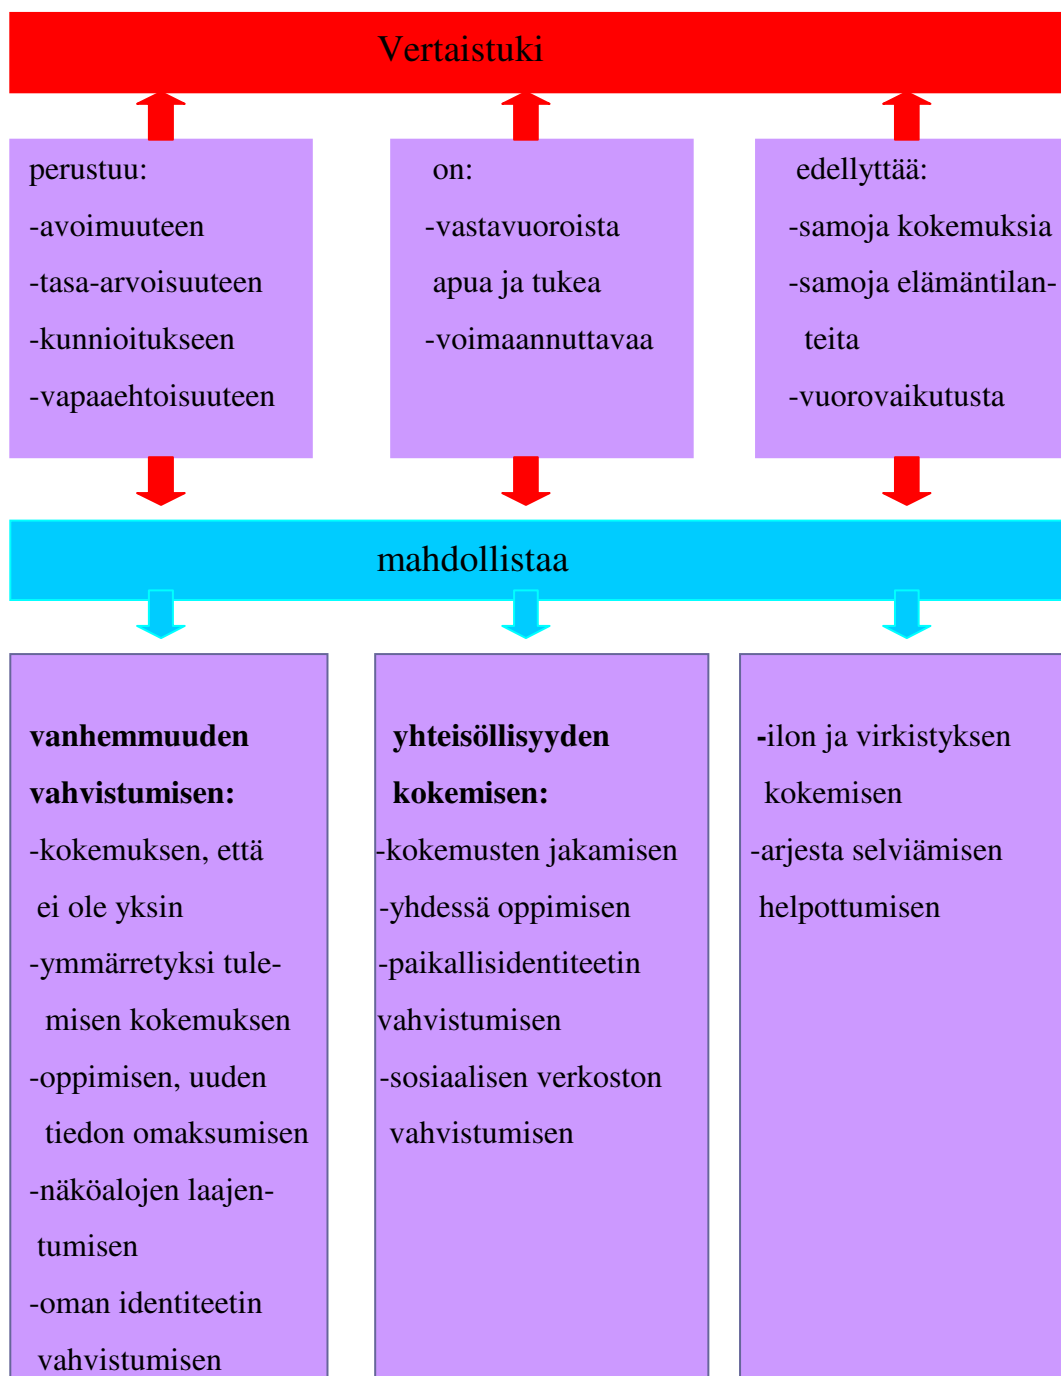 Vertaistuki
perustuu:
-avoimuuteen
-tasa-arvoisuuteen
-kunnioitukseen
-vapaaehtoisuuteen
on:
-vastavuoroista
apua ja tukea
-voimaannuttavaa
edellyttää:
-samoja kokemuksia
-samoja elämäntilan-
teita
-vuorovaikutusta
mahdollistaa
vanhemmuuden
vahvistumisen:
-kokemuksen, että
ei ole yksin
-ymmärretyksi tule-
misen kokemuksen
-oppimisen, uuden
tiedon omaksumisen
-näköalojen laajen-
tumisen
-oman identiteetin
vahvistumisen
yhteisöllisyyden
kokemisen:
-kokemusten jakamisen
-yhdessä oppimisen
-paikallisidentiteetin
vahvistumisen
-sosiaalisen verkoston
vahvistumisen
-ilon ja virkistyksen
kokemisen
-arjesta selviämisen
helpottumisen